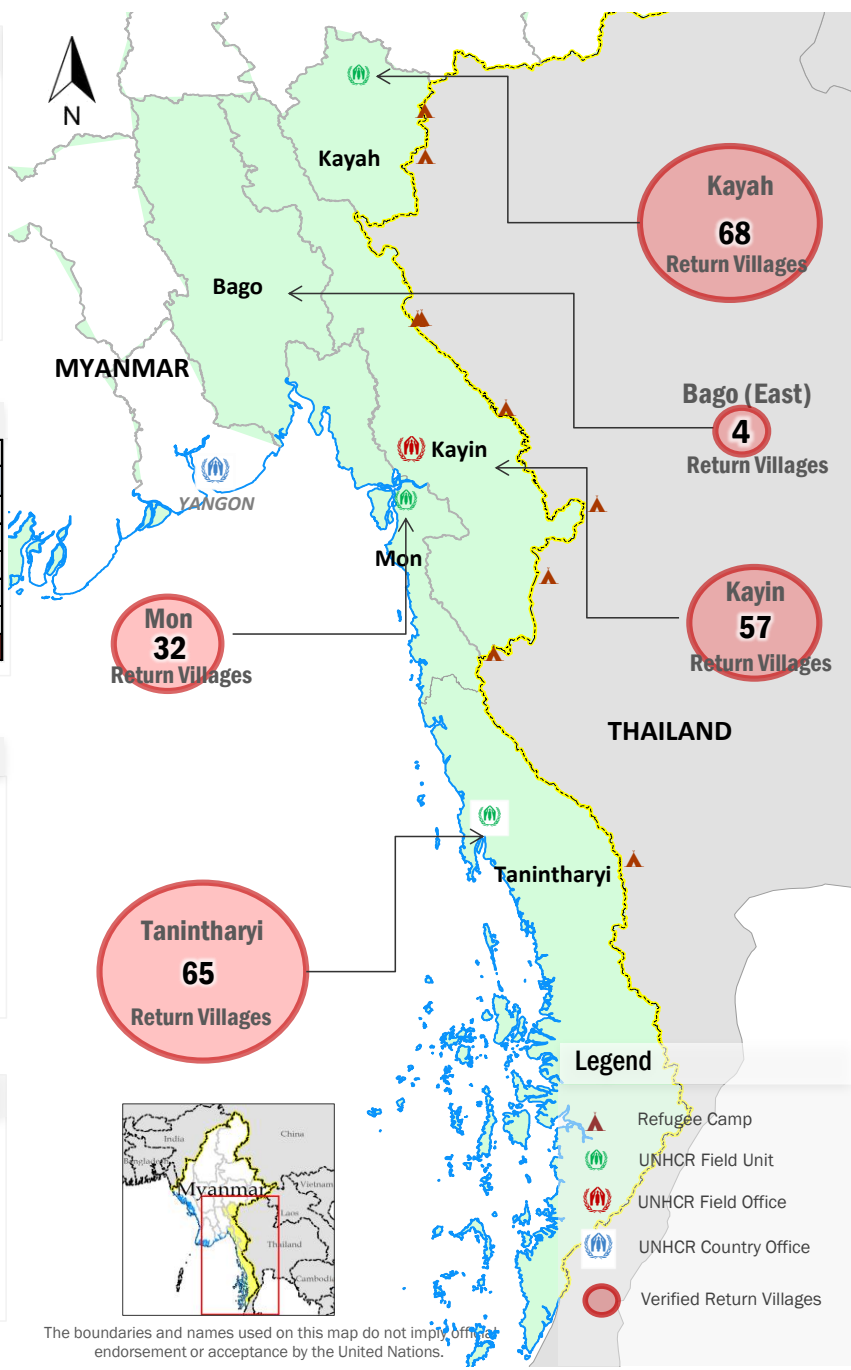 N
Kayah
Kayah
68
Return Villages
Bago
MYANMAR
Bago (East)
4
Return Villages
Kayin
YANGON
Mon
Mon
32
Return Villages
Kayin
57
Return Villages
THAILAND
Tanintharyi
Tanintharyi
65
Return Villages
Legend
Refugee Camp
UNHCR Field Unit
UNHCR Field Office
UNHCR Country Office
Verified Return Villages
China
India
Bangladesh
Myanmar
Vietnam
Laos
Thailand
Cambodia
The boundaries and names used on this map do not imply official
endorsement or acceptance by the United Nations.